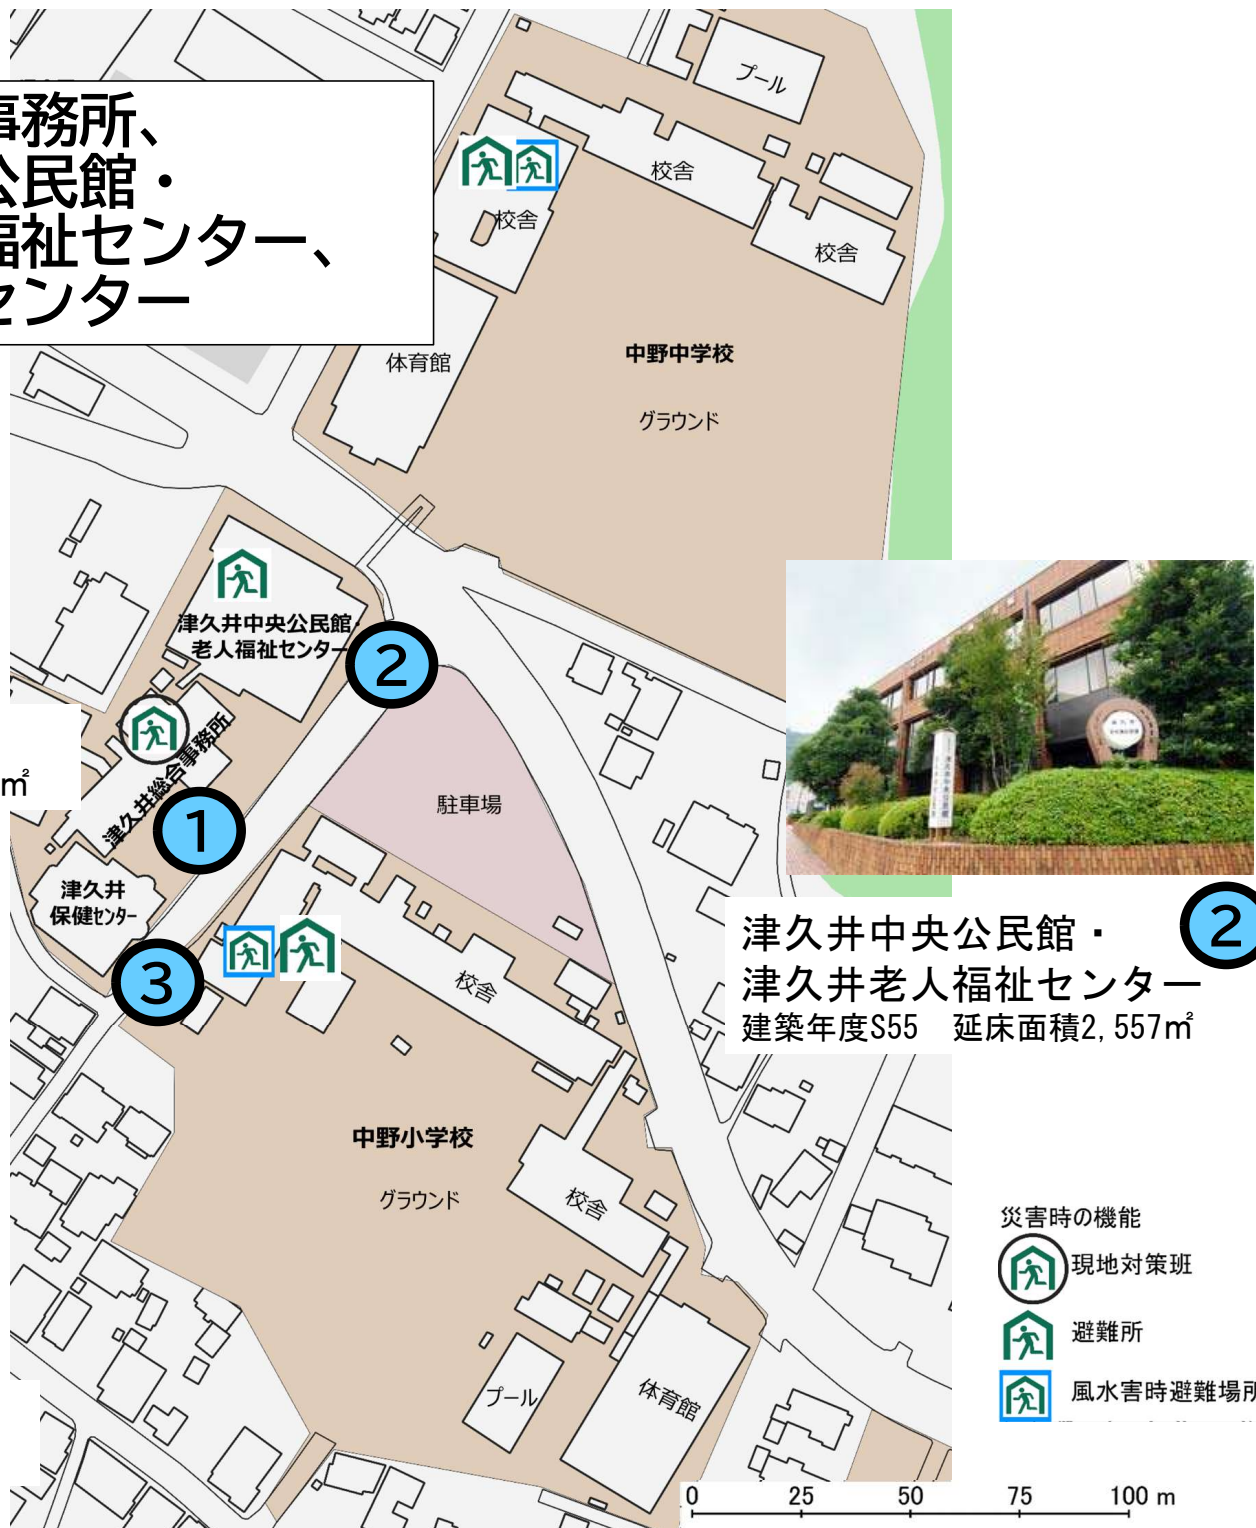 事務所、
公民館・
福祉センター、
センター
プール
校舎
校舎
校舎
体育館
中野中学校
グラウンド
津久井中央公民館・
老人福祉センター
2
津久井総合事務所
㎡
1
駐車場
津久井
保健センター
3
校舎
中野小学校
グラウンド
校舎
プール
体育館
津久井中央公民館・
津久井老人福祉センター
2
建築年度S55 延床面積2,557㎡
災害時の機能
現地対策班
避難所
風水害時避難場所
0 25 50 75 100 m